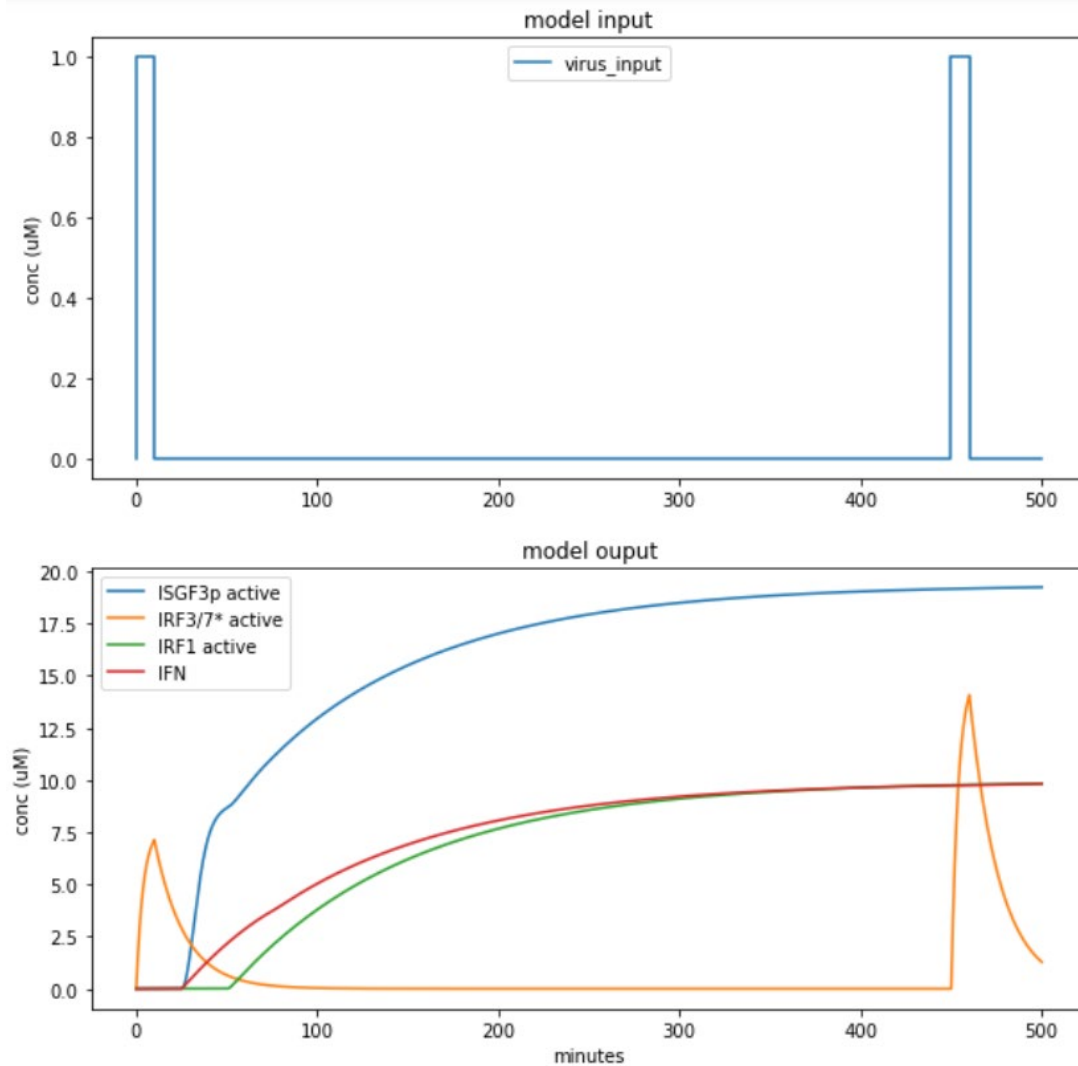 model input
virus_input
conc (uM)
1.0
0.8
0.6
0.4
0.2
0.0
0 100 200 300 400 500
model ouput
ISGF3p active
IRF3/7* active
IRF1 active
IFN
conc (uM)
20.0
17.5
15.0
12.5
10.0
7.5
5.0
2.5
0.0
0 100 200 300 400 500
minutes